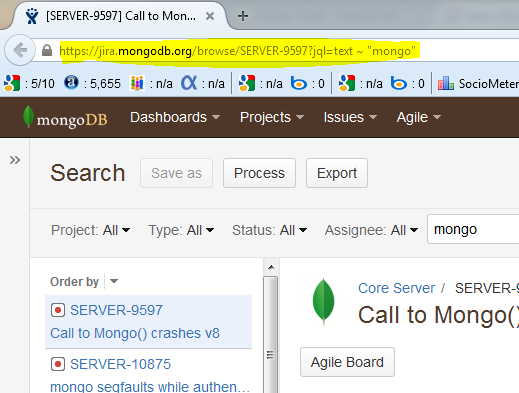 [SERVER-9597] Call to Mong... ×
https://jira.mongodb.org/browse/SERVER-9597?jql=text ~ "mongo"
: 5/10 : 5,655 : n/a : n/a : n/a : 0 : n/a : 0 SocioMeter
mongoDB Dashboards Projects Issues Agile
Search Save as Process Export
Project: All Type: All Status: All Assignee: All mongo
Order by
SERVER-9597
Call to Mongo() crashes v8
SERVER-10875
mongo segfaults while authen...
Core Server / SERVER-9
Call to Mongo()
Agile Board